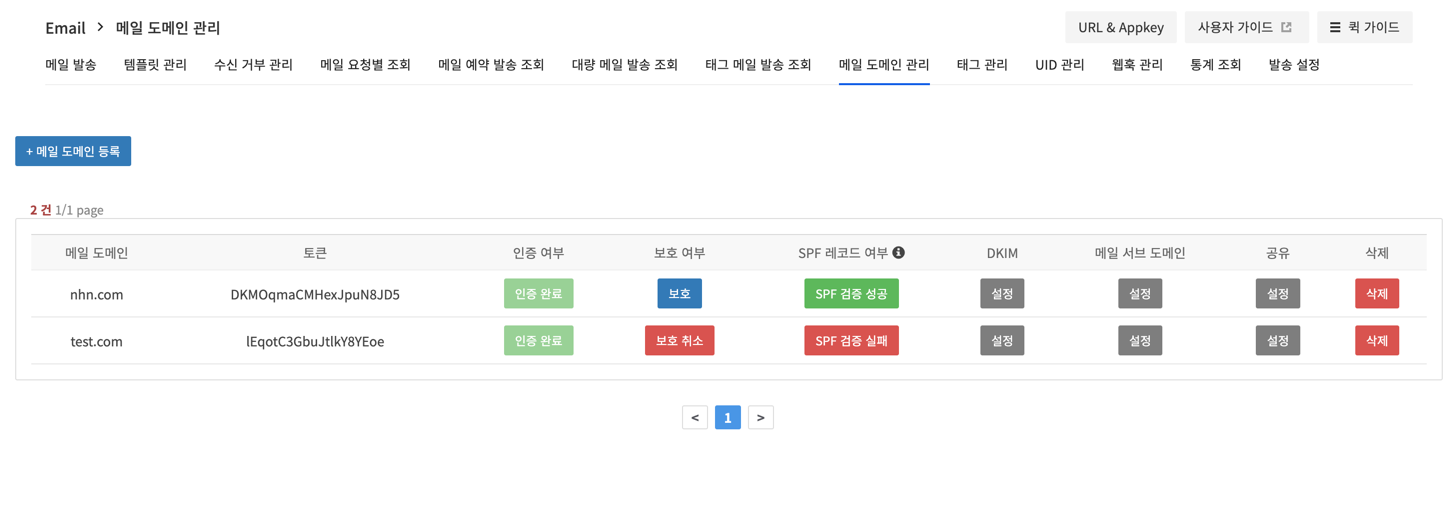 Email > 메일 도메인 관리
URL & Appkey 사용자 가이드 퀵 가이드
메일 발송 템플릿 관리 수신 거부 관리 메일 요청별 조회 메일 예약 발송 조회 대량 메일 발송 조회 태그 메일 발송 조회 메일 도메인 관리 태그 관리 UID 관리 웹훅 관리 통계 조회 발송 설정
+ 메일 도메인 등록
2 건 1/1 page
메일 도메인 토큰 인증 여부 보호 여부 SPF 레코드 여부 DKIM 메일 서브 도메인 공유 삭제
nhn.com DKMOqmaCMHexJpuN8JD5 인증 완료 보호 SPF 검증 성공 설정 설정 설정 삭제
test.com lEqotC3GbuJtlkY8YEoe 인증 완료 보호 취소 SPF 검증 실패 설정 설정 설정 삭제
< 1 >